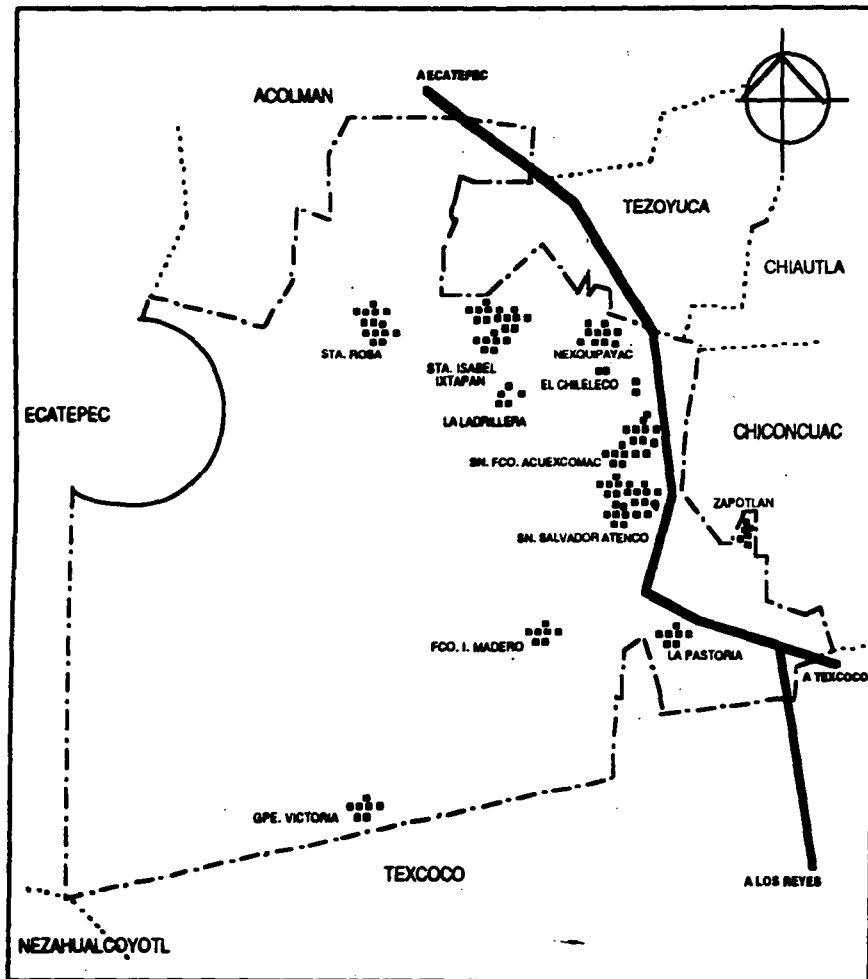 A ECATEPEC
ACOLMAN
TEZOYUCA
CHIAUTLA
STA. ROSA
STA. ISABEL
IXTAPAN
NEXQUIPAYAC
EL CHILELECO
LA LADRILLERA
ECATEPEC
CHICONCUAC
SN. FCO. ACUEXCOMAC
ZAPOTLAN
SN. SALVADOR ATENCO
FCO. I. MADERO
LA PASTORIA
A TEXCOCO
GPE. VICTORIA
TEXCOCO
A LOS REYES
NEZAHUALCOYOTL